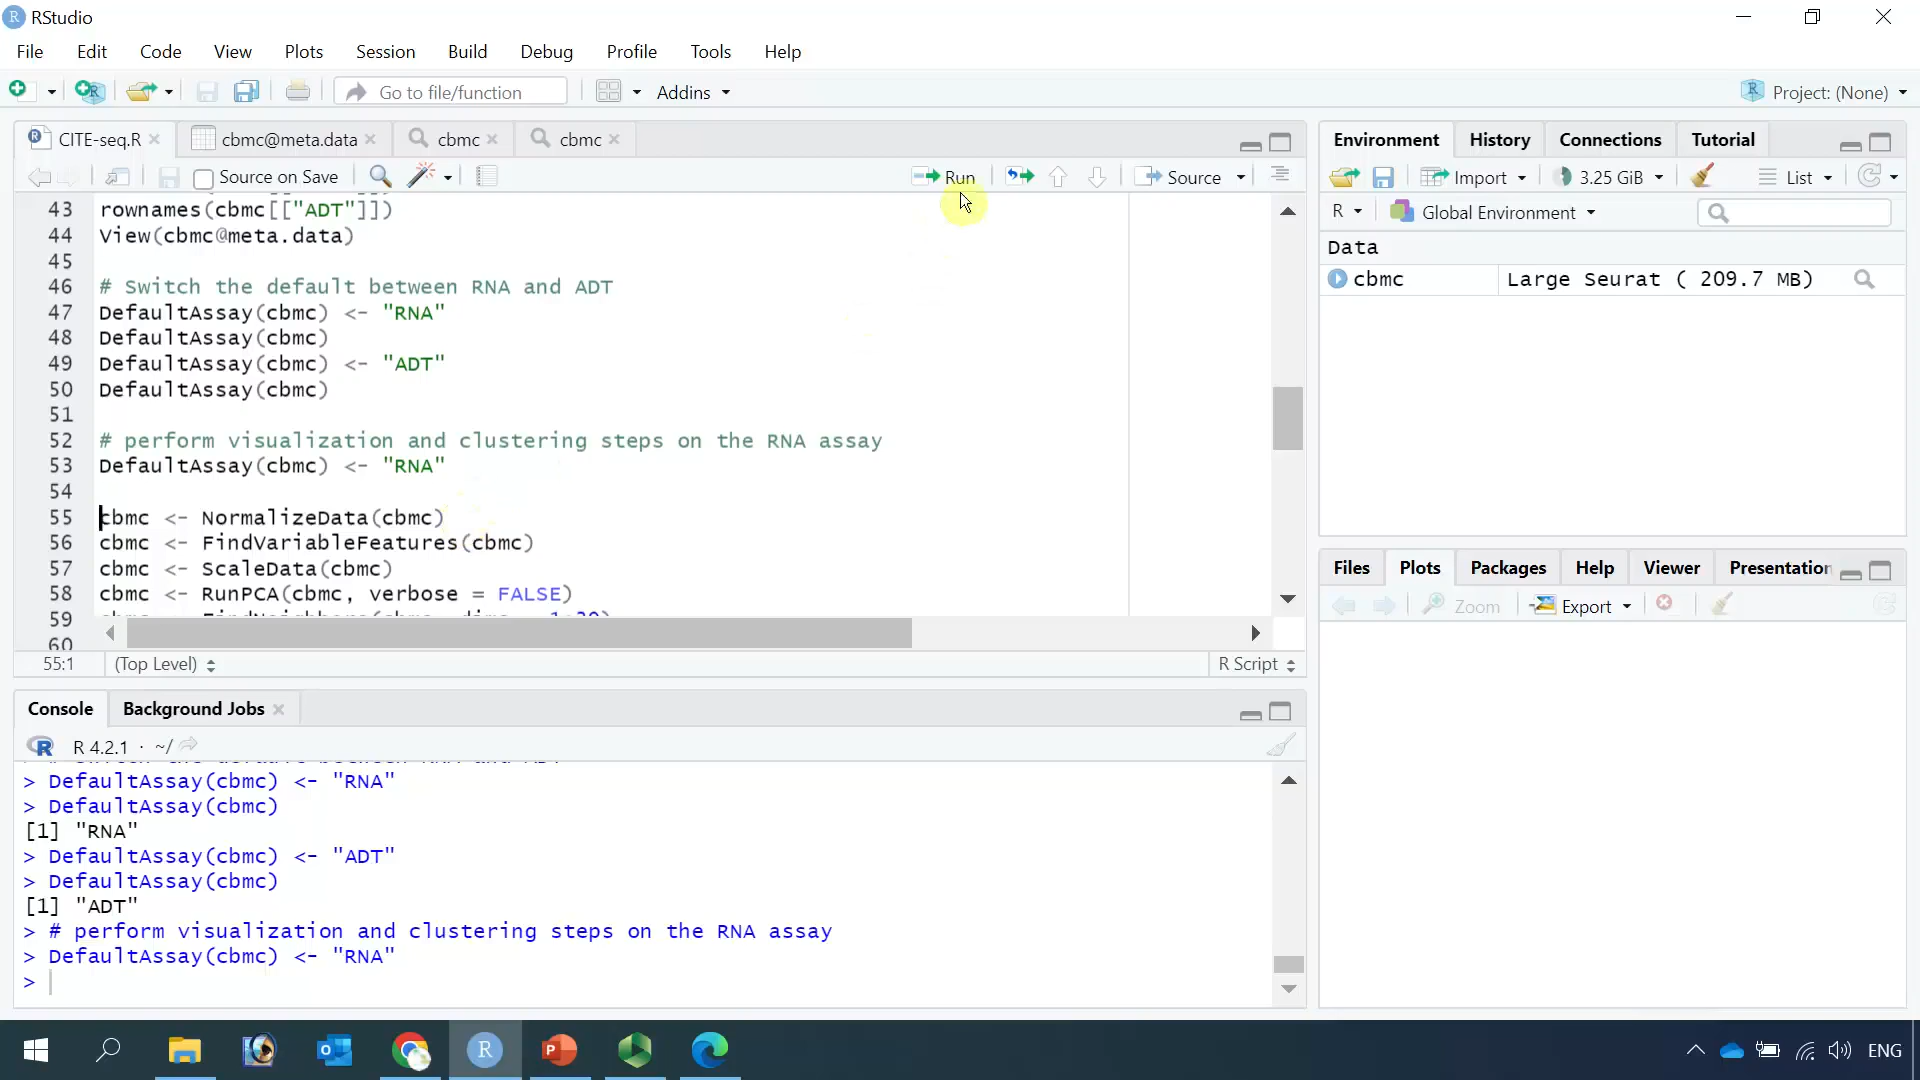 RStudio
File Edit Code View Plots Session Build Debug Profile Tools Help
Go to file/function Addins Project: (None)
CITE-seq.R cbmc@meta.data cbmc cbmc
Source on Save Run Source
43 rownames(cbmc[["ADT"]])
44 View(cbmc@meta.data)
45
46 # Switch the default between RNA and ADT
47 DefaultAssay(cbmc) <- "RNA"
48 DefaultAssay(cbmc)
49 DefaultAssay(cbmc) <- "ADT"
50 DefaultAssay(cbmc)
51
52 # perform visualization and clustering steps on the RNA assay
53 DefaultAssay(cbmc) <- "RNA"
54
55 cbmc <- NormalizeData(cbmc)
56 cbmc <- FindVariableFeatures(cbmc)
57 cbmc <- ScaleData(cbmc)
58 cbmc <- RunPCA(cbmc, verbose = FALSE)
59
60
55:1 (Top Level) R Script
Console Background Jobs
R 4.2.1 · ~/
> DefaultAssay(cbmc) <- "RNA"
> DefaultAssay(cbmc)
[1] "RNA"
> DefaultAssay(cbmc) <- "ADT"
> DefaultAssay(cbmc)
[1] "ADT"
> # perform visualization and clustering steps on the RNA assay
> DefaultAssay(cbmc) <- "RNA"
>
Environment History Connections Tutorial
Import 3.25 GiB List
R Global Environment
Data
cbmc Large Seurat ( 209.7 MB)
Files Plots Packages Help Viewer Presentation
Zoom Export
ENG